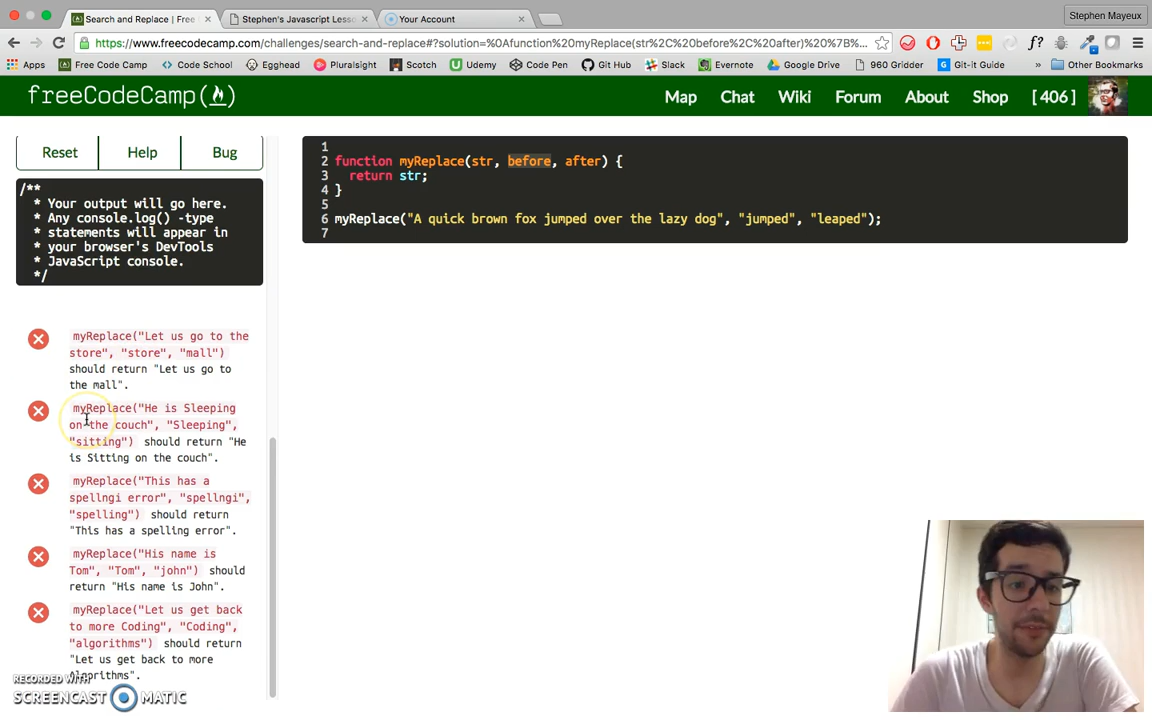 Search and Replace | Free
Stephen's Javascript Lesso
Your Account
Stephen Mayeux
https://www.freecodecamp.com/challenges/search-and-replace#?solution=%0Afunction%20myReplace(str%2C%20before%2C%20after)%20%7B%...
Apps Free Code Camp Code School Egghead Pluralsight Scotch Udemy Code Pen Git Hub Slack Evernote Google Drive 960 Gridder Git-it Guide » Other Bookmarks
freeCodeCamp Map Chat Wiki Forum About Shop [ 406 ]
Reset Help Bug
/**
* Your output will go here.
* Any console.log() -type
* statements will appear in
* your browser's DevTools
* JavaScript console.
*/
myReplace("Let us go to the
store", "store", "mall")
should return "Let us go to
the mall".
myReplace("He is Sleeping
on the couch", "Sleeping",
"sitting") should return "He
is Sitting on the couch".
myReplace("This has a
spellngi error", "spellngi",
"spelling") should return
"This has a spelling error".
myReplace("His name is
Tom", "Tom", "john") should
return "His name is John".
myReplace("Let us get back
to more Coding", "Coding",
"algorithms") should return
"Let us get back to more
Algorithms".
RECORDED WITH
SCREENCAST MATIC
1
2 function myReplace(str, before, after) {
3 return str;
4 }
5
6 myReplace("A quick brown fox jumped over the lazy dog", "jumped", "leaped");
7